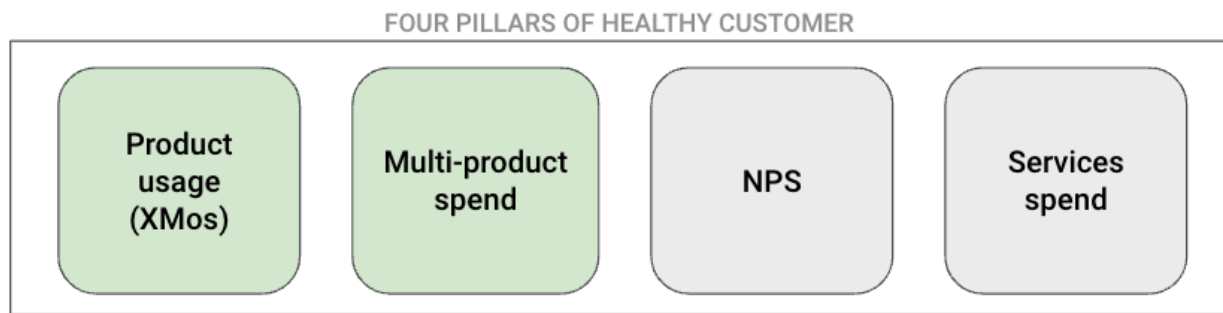 FOUR PILLARS OF HEALTHY CUSTOMER
Product
usage
(XMos)
Multi-product
spend
NPS
Services
spend